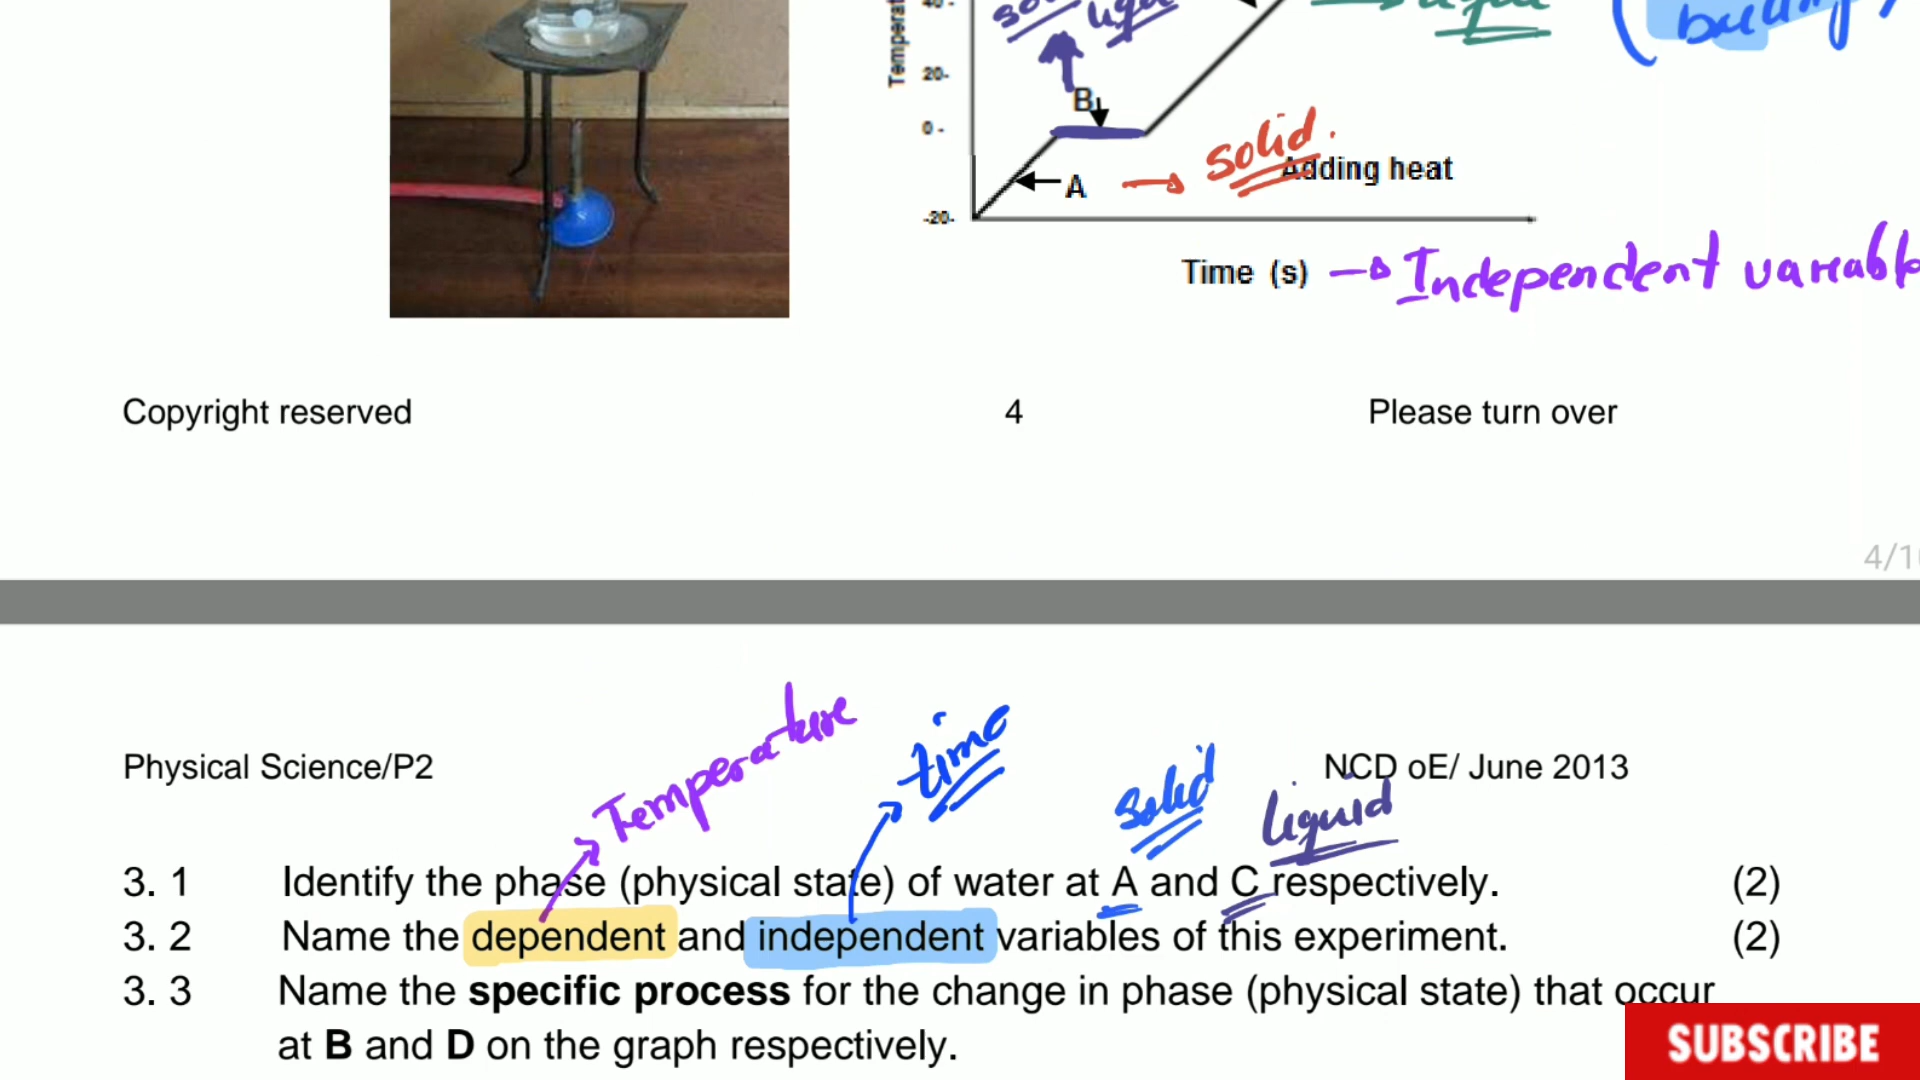 40-
solid
B
20-
Temperat
0-
solid.
Adding heat
A
-20-
Time (s) → Independent variable
Copyright reserved 4 Please turn over
Temperature
time
Physical Science/P2 NCD oE/ June 2013
solid
liquid
3. 1 Identify the phase (physical state) of water at A and C respectively. (2)
3. 2 Name the dependent and independent variables of this experiment. (2)
3. 3 Name the specific process for the change in phase (physical state) that occur
at B and D on the graph respectively.
SUBSCRIBE